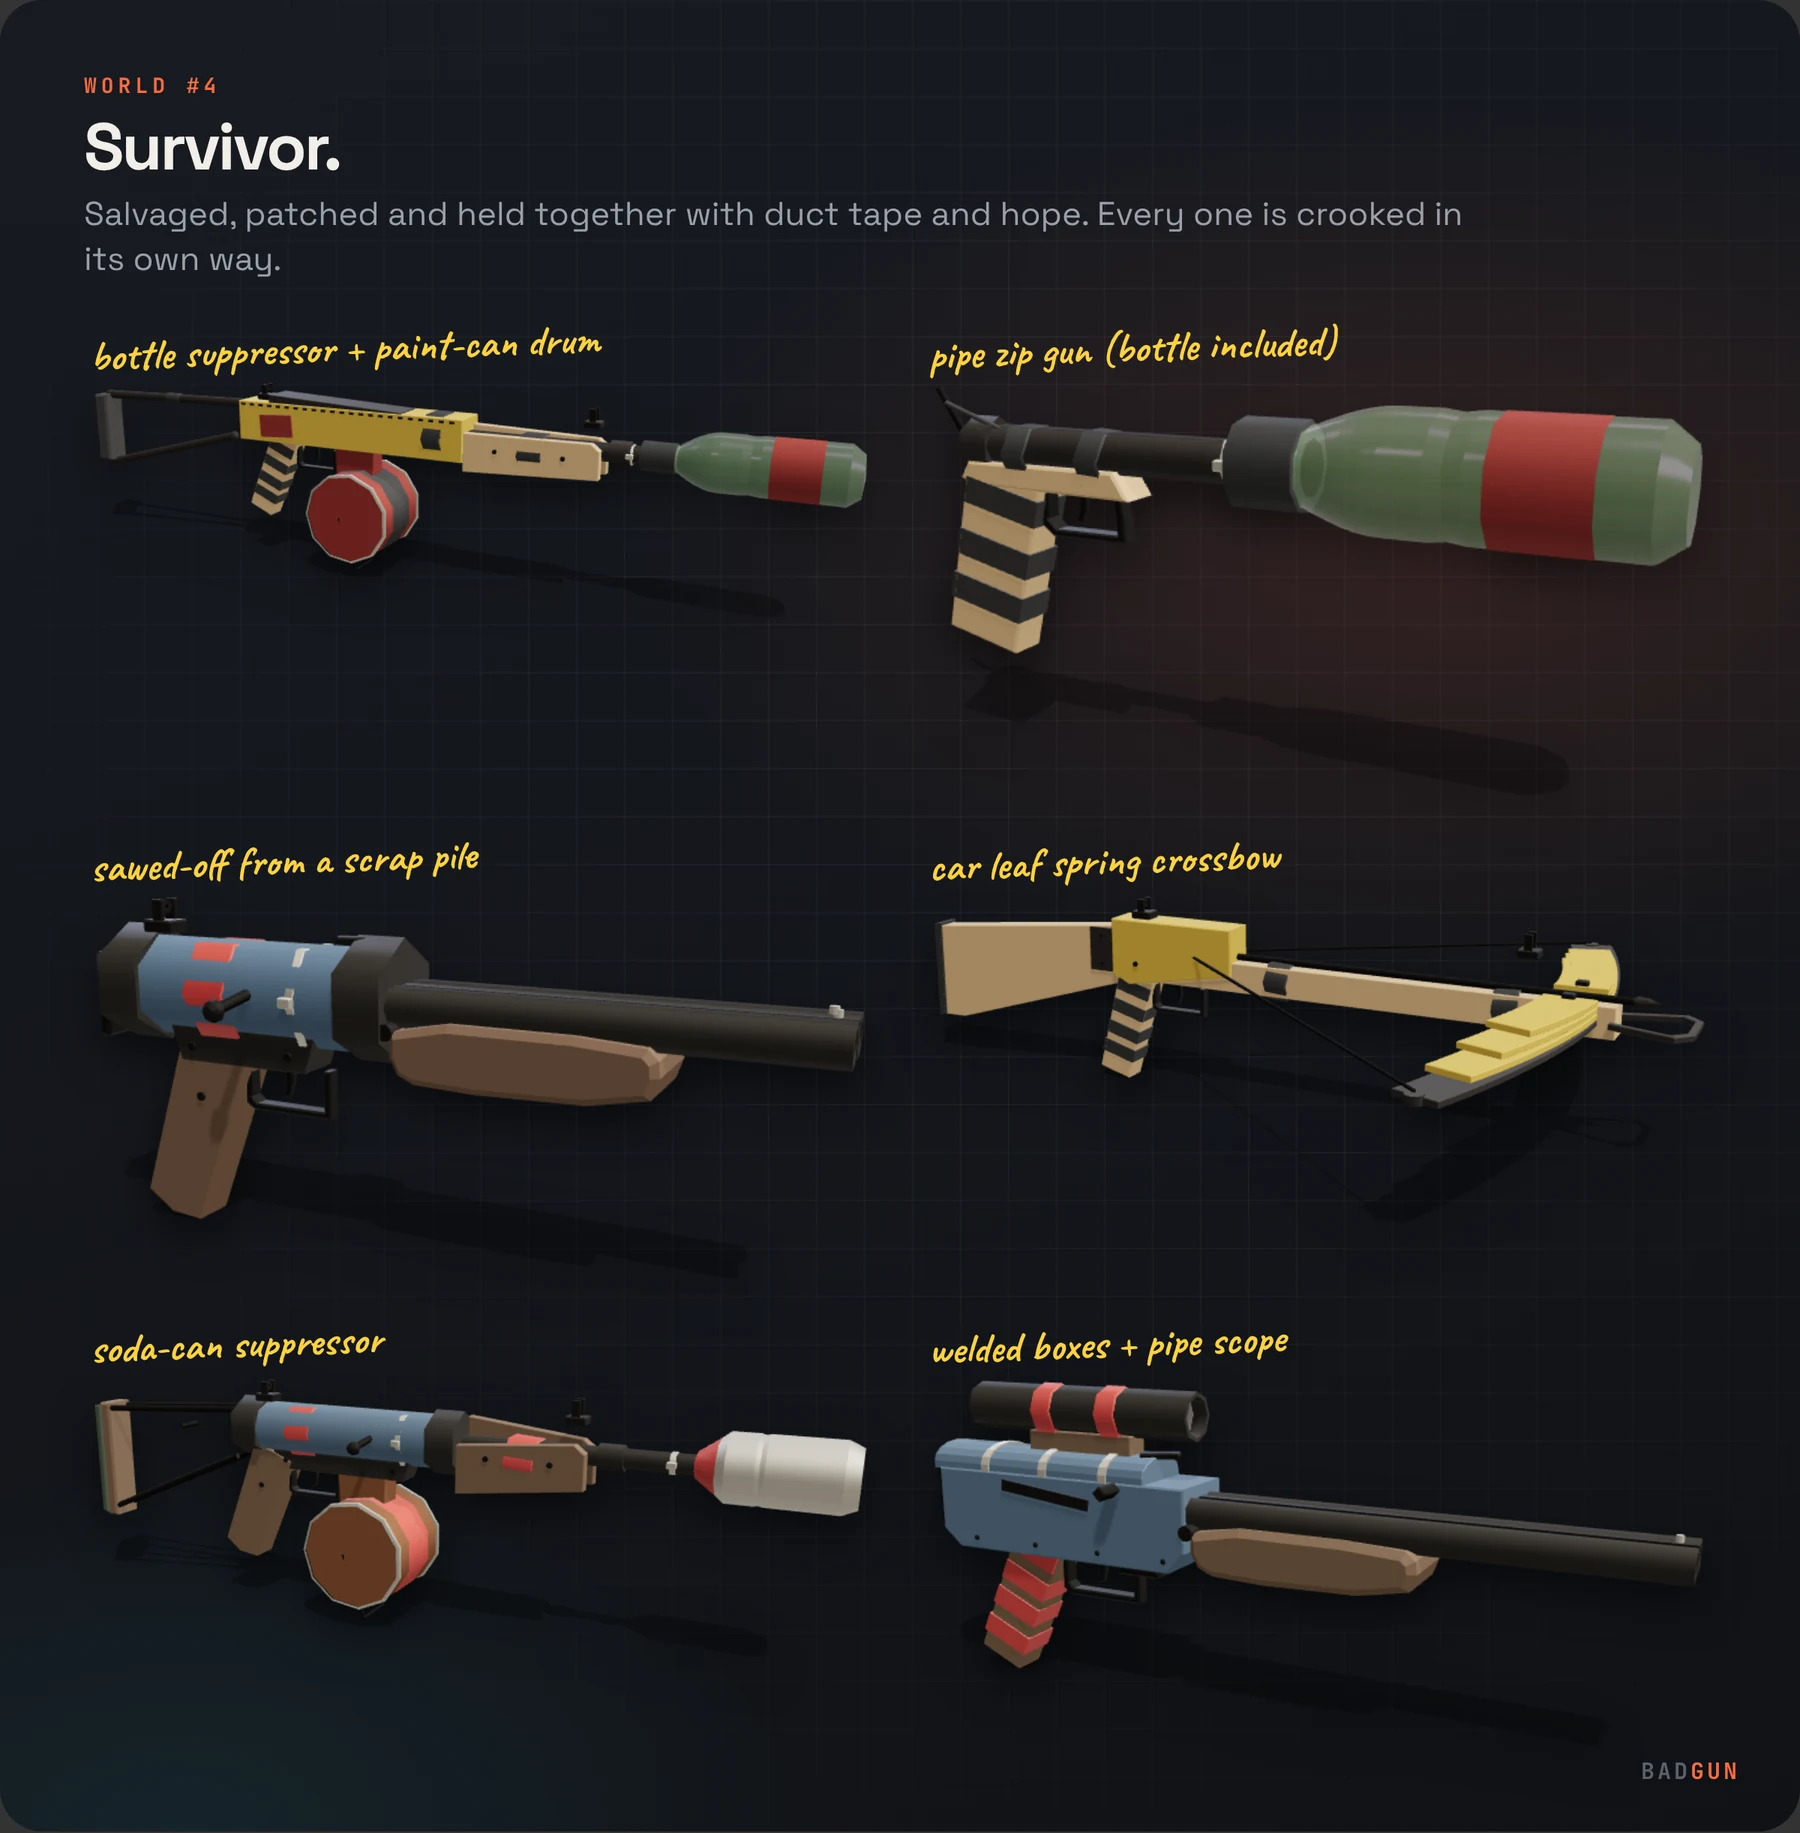 WORLD #4
Survivor.
Salvaged, patched and held together with duct tape and hope. Every one is crooked in
its own way.
bottle suppressor + paint-can drum
pipe zip gun (bottle included)
sawed-off from a scrap pile
car leaf spring crossbow
soda-can suppressor
welded boxes + pipe scope
BADGUN